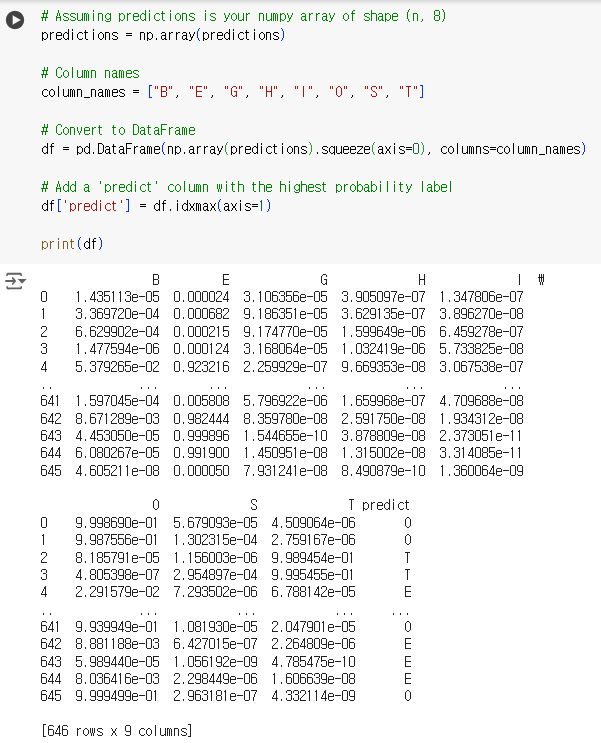 # Assuming predictions is your numpy array of shape (n, 8)
predictions = np.array(predictions)
# Column names
column_names = ["B", "E", "G", "H", "I", "O", "S", "T"]
# Convert to DataFrame
df = pd.DataFrame(np.array(predictions).squeeze(axis=0), columns=column_names)
# Add a 'predict' column with the highest probability label
df['predict'] = df.idxmax(axis=1)
print(df)
B E G H I ₩
0 1.435113e-05 0.000024 3.106356e-05 3.905097e-07 1.347806e-07
1 3.369720e-04 0.000682 9.186351e-05 3.629135e-07 3.896270e-08
2 6.629902e-04 0.000215 9.174770e-05 1.599649e-06 6.459278e-07
3 1.477594e-06 0.000124 3.168064e-05 1.032419e-06 5.733825e-08
4 5.379265e-02 0.923216 2.259929e-07 9.669353e-08 3.067538e-07
.. ... ... ... ... ...
641 1.597045e-04 0.005808 5.796922e-06 1.659968e-07 4.709688e-08
642 8.671289e-03 0.982444 8.359780e-08 2.591750e-08 1.934312e-08
643 4.453050e-05 0.999896 1.544655e-10 3.878809e-08 2.373051e-11
644 6.080267e-05 0.991900 1.450951e-08 1.315002e-08 3.314085e-11
645 4.605211e-08 0.000050 7.931241e-08 8.490879e-10 1.360064e-09
O S T predict
0 9.998690e-01 5.679093e-05 4.509064e-06 O
1 9.987556e-01 1.302315e-04 2.759167e-06 O
2 8.185791e-05 1.156003e-06 9.989454e-01 T
3 4.805398e-07 2.954897e-04 9.995455e-01 T
4 2.291579e-02 7.293502e-06 6.788142e-05 E
.. ... ... ... ...
641 9.939949e-01 1.081930e-05 2.047901e-05 O
642 8.881188e-03 6.427015e-07 2.264809e-06 E
643 5.989440e-05 1.056192e-09 4.785475e-10 E
644 8.036416e-03 2.298449e-06 1.606639e-08 E
645 9.999499e-01 2.963181e-07 4.332114e-09 O
[646 rows x 9 columns]